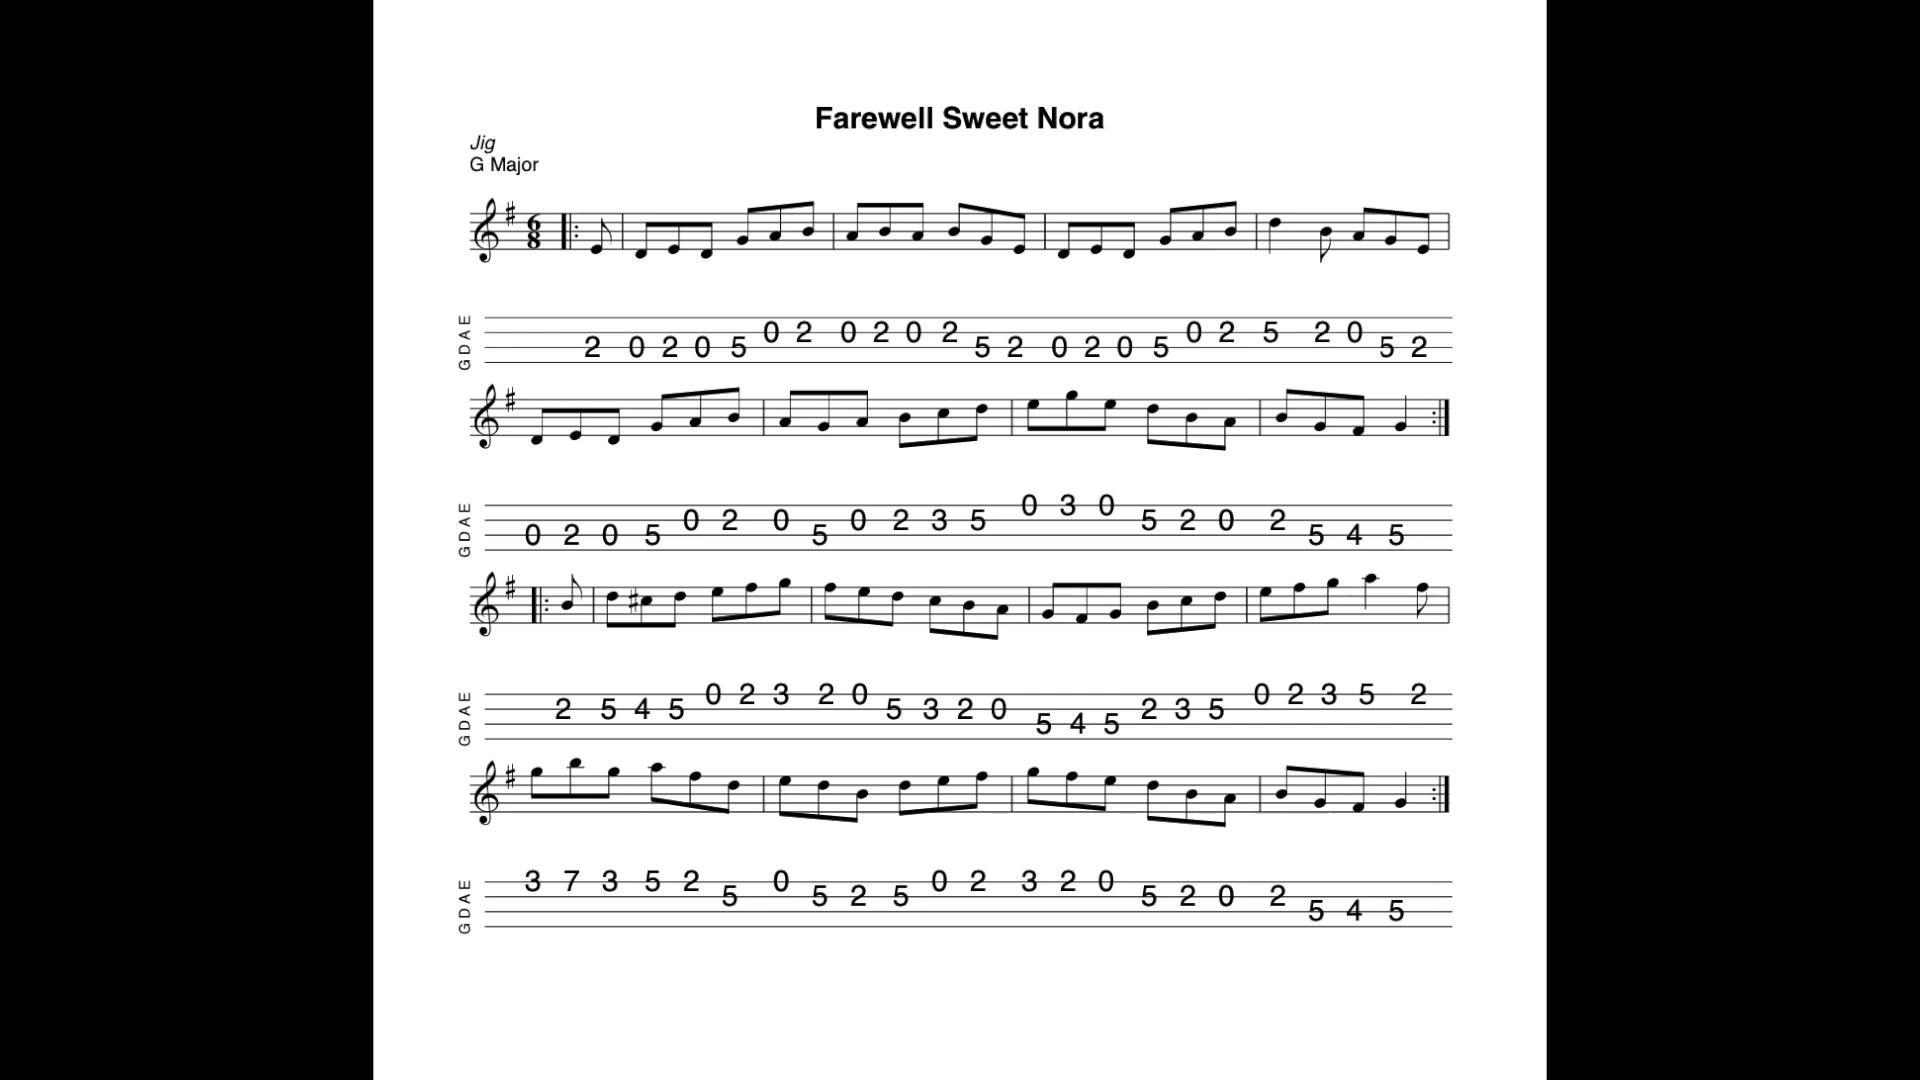 Farewell Sweet Nora
Jig
G Major
6
8
G D A E
2 0 2 0 5 0 2 0 2 0 2 5 2 0 2 0 5 0 2 5 2 0 5 2
G D A E
0 2 0 5 0 2 0 5 0 2 3 5 0 3 0 5 2 0 2 5 4 5
G D A E
2 5 4 5 0 2 3 2 0 5 3 2 0 5 4 5 2 3 5 0 2 3 5 2
G D A E
3 7 3 5 2 5 0 5 2 5 0 2 3 2 0 5 2 0 2 5 4 5